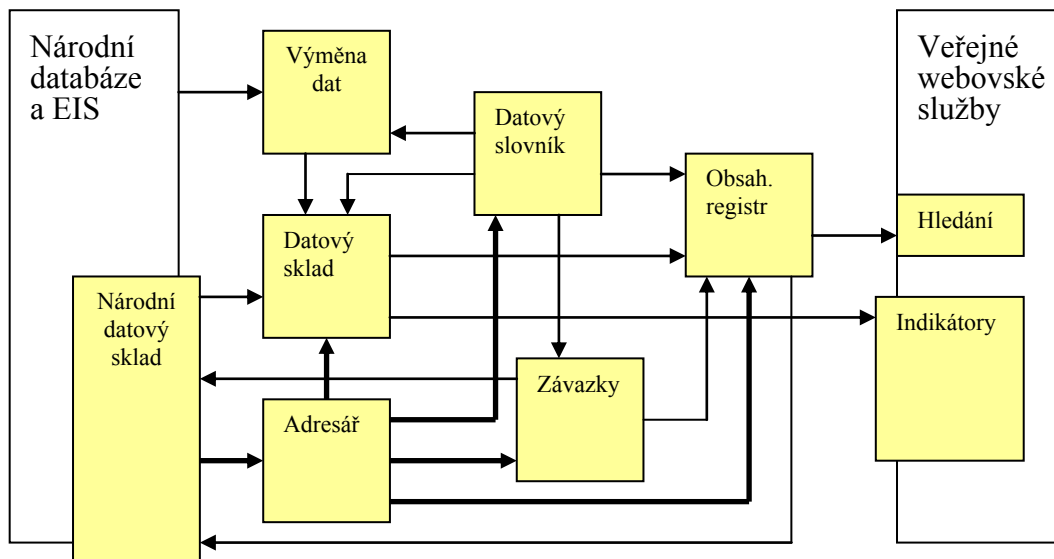 Národní
databáze
a EIS
Výměna
dat
Datový
slovník
Obsah.
registr
Veřejné
webovské
služby
Hledání
Datový
sklad
Národní
datový
sklad
Indikátory
Závazky
Adresář